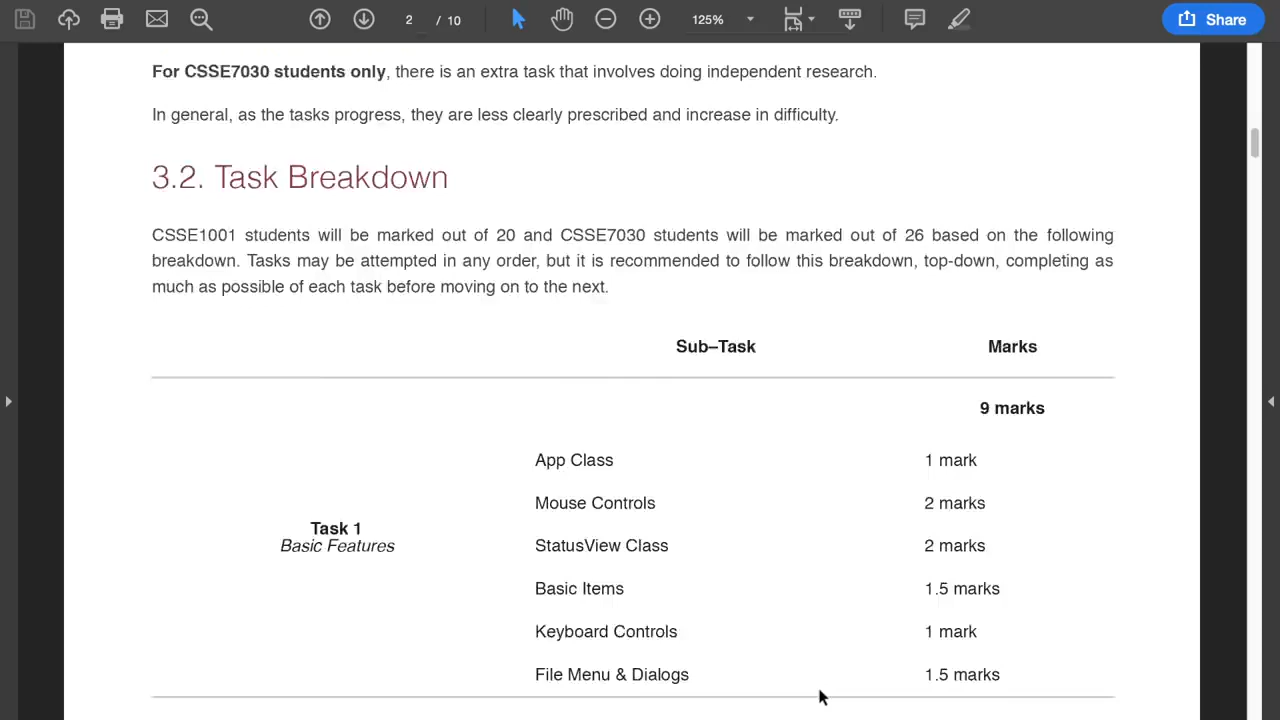 2 / 10
125%
Share
For CSSE7030 students only, there is an extra task that involves doing independent research.
In general, as the tasks progress, they are less clearly prescribed and increase in difficulty.
3.2. Task Breakdown
CSSE1001 students will be marked out of 20 and CSSE7030 students will be marked out of 26 based on the following
breakdown. Tasks may be attempted in any order, but it is recommended to follow this breakdown, top-down, completing as
much as possible of each task before moving on to the next.
Sub–Task Marks
9 marks
App Class 1 mark
Mouse Controls 2 marks
Task 1
Basic Features
StatusView Class 2 marks
Basic Items 1.5 marks
Keyboard Controls 1 mark
File Menu & Dialogs 1.5 marks